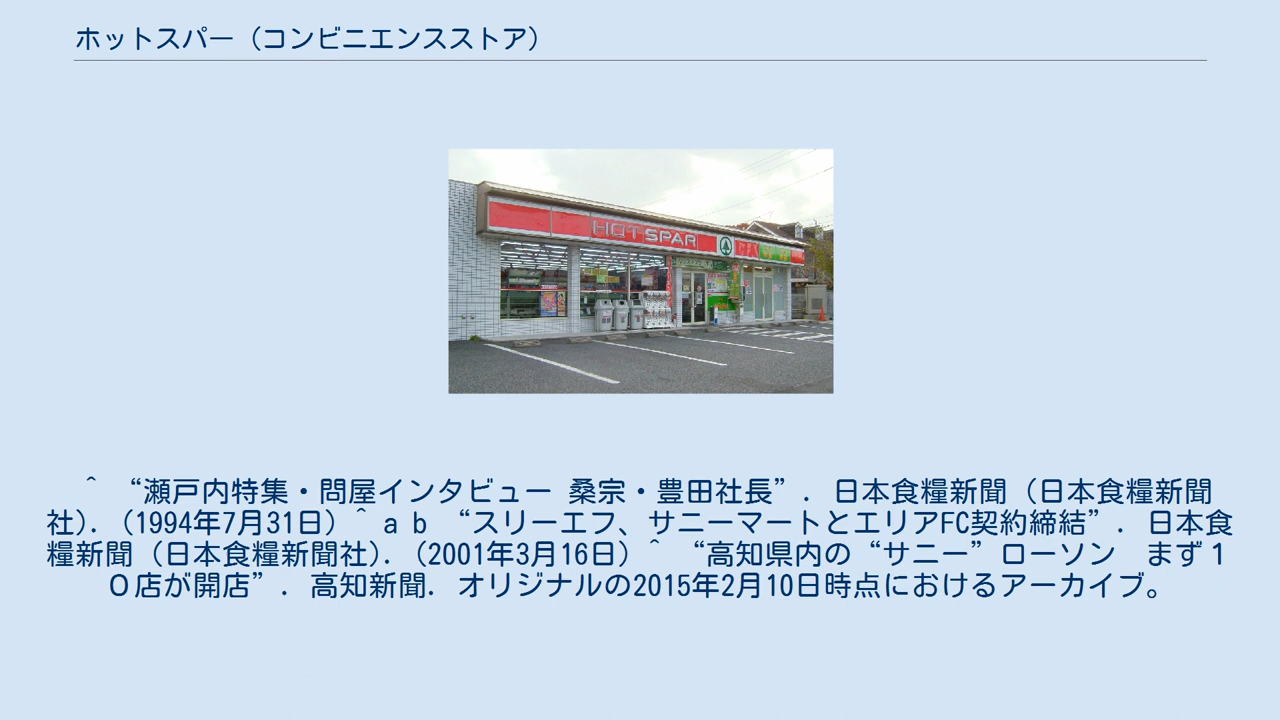 ホットスパー（コンビニエンスストア）
HOT SPAR
＾ “瀬戸内特集・問屋インタビュー 桑宗・豊田社長”. 日本食糧新聞（日本食糧新聞
社）. （1994年7月31日）＾ a b “スリーエフ、サニーマートとエリアFC契約締結”. 日本食
糧新聞（日本食糧新聞社）. （2001年3月16日）＾ “高知県内の“サニー”ローソン　まず１
０店が開店”. 高知新聞. オリジナルの2015年2月10日時点におけるアーカイブ。